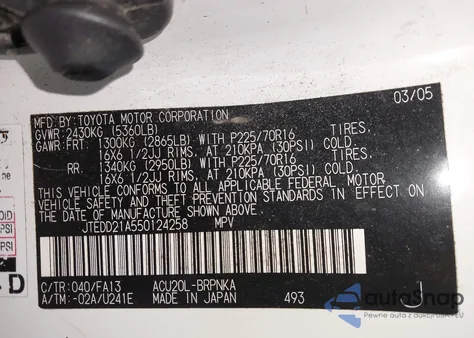 MFD.BY:TOYOTA MOTOR CORPORATION 03/05
GVWR:2430KG (5360LB)
GAWR:FRT: 1300KG (2865LB) WITH P225/70R16 TIRES,
16X6 1/2JJ RIMS, AT 210KPA (30PSI) COLD.
RR. 1340KG (2950LB) WITH P225/70R16 TIRES,
16X6 1/2JJ RIMS, AT 210KPA (30PSI) COLD.
THIS VEHICLE CONFORMS TO ALL APPLICABLE FEDERAL MOTOR
VEHICLE SAFETY AND THEFT PREVENTION STANDARDS IN EFFECT ON
THE DATE OF MANUFACTURE SHOWN ABOVE.
JTEDD21A550124258 MPV
C/TR:040/FA13 ACU20L-BRPNKA
A/TM:-02A/U241E MADE IN JAPAN 493 J
PSI
PSI
D
autoSnap